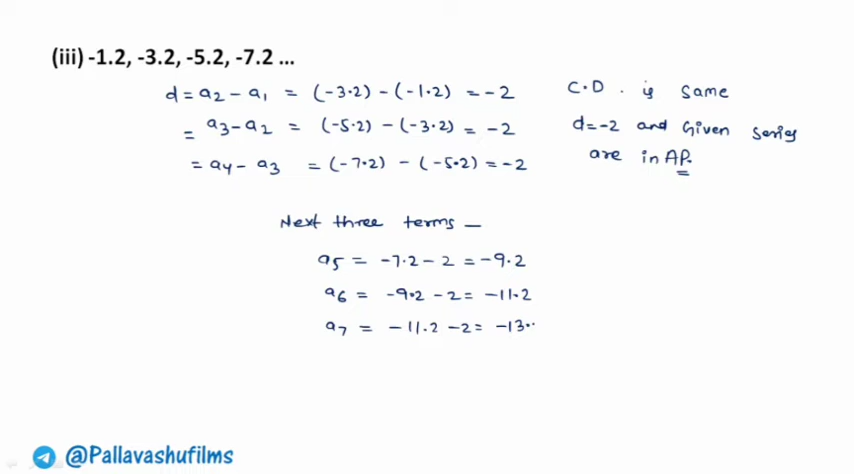 (iii) -1.2, -3.2, -5.2, -7.2 ...
d = a2 - a1 = (-3.2) - (-1.2) = -2
= a3 - a2 = (-5.2) - (-3.2) = -2
= a4 - a3 = (-7.2) - (-5.2) = -2
C.D. is same
d=-2 and Given series
are in AP.
Next three terms —
a5 = -7.2 - 2 = -9.2
a6 = -9.2 - 2 = -11.2
a7 = -11.2 - 2 = -13.
@Pallavashufilms